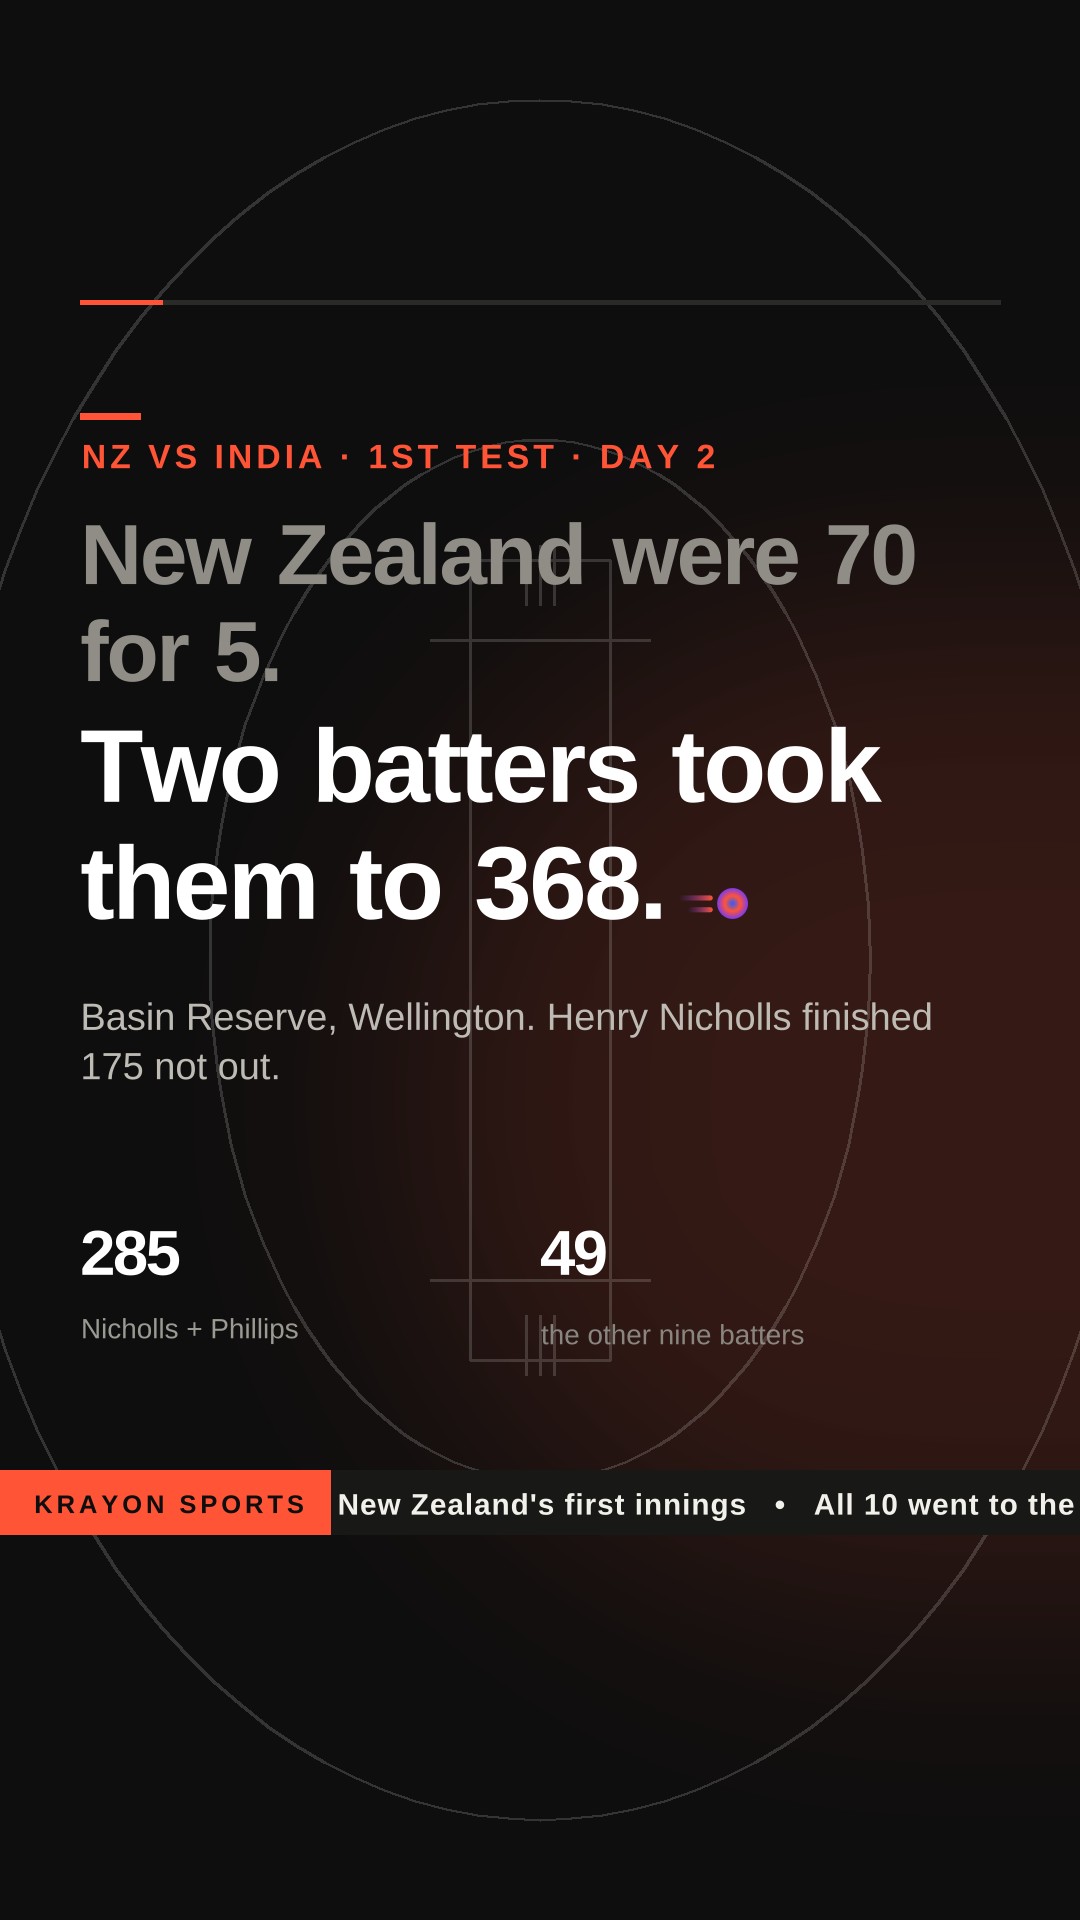 NZ VS INDIA · 1ST TEST · DAY 2
New Zealand were 70
for 5.
Two batters took
them to 368.
Basin Reserve, Wellington. Henry Nicholls finished
175 not out.
285
49
Nicholls + Phillips
the other nine batters
KRAYON SPORTS
New Zealand's first innings • All 10 went to the